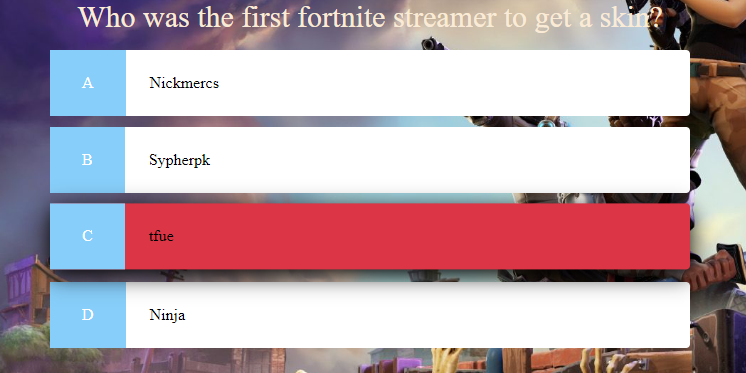 Who was the first fortnite streamer to get a skin?
A Nickmercs
B Sypherpk
C tfue
D Ninja